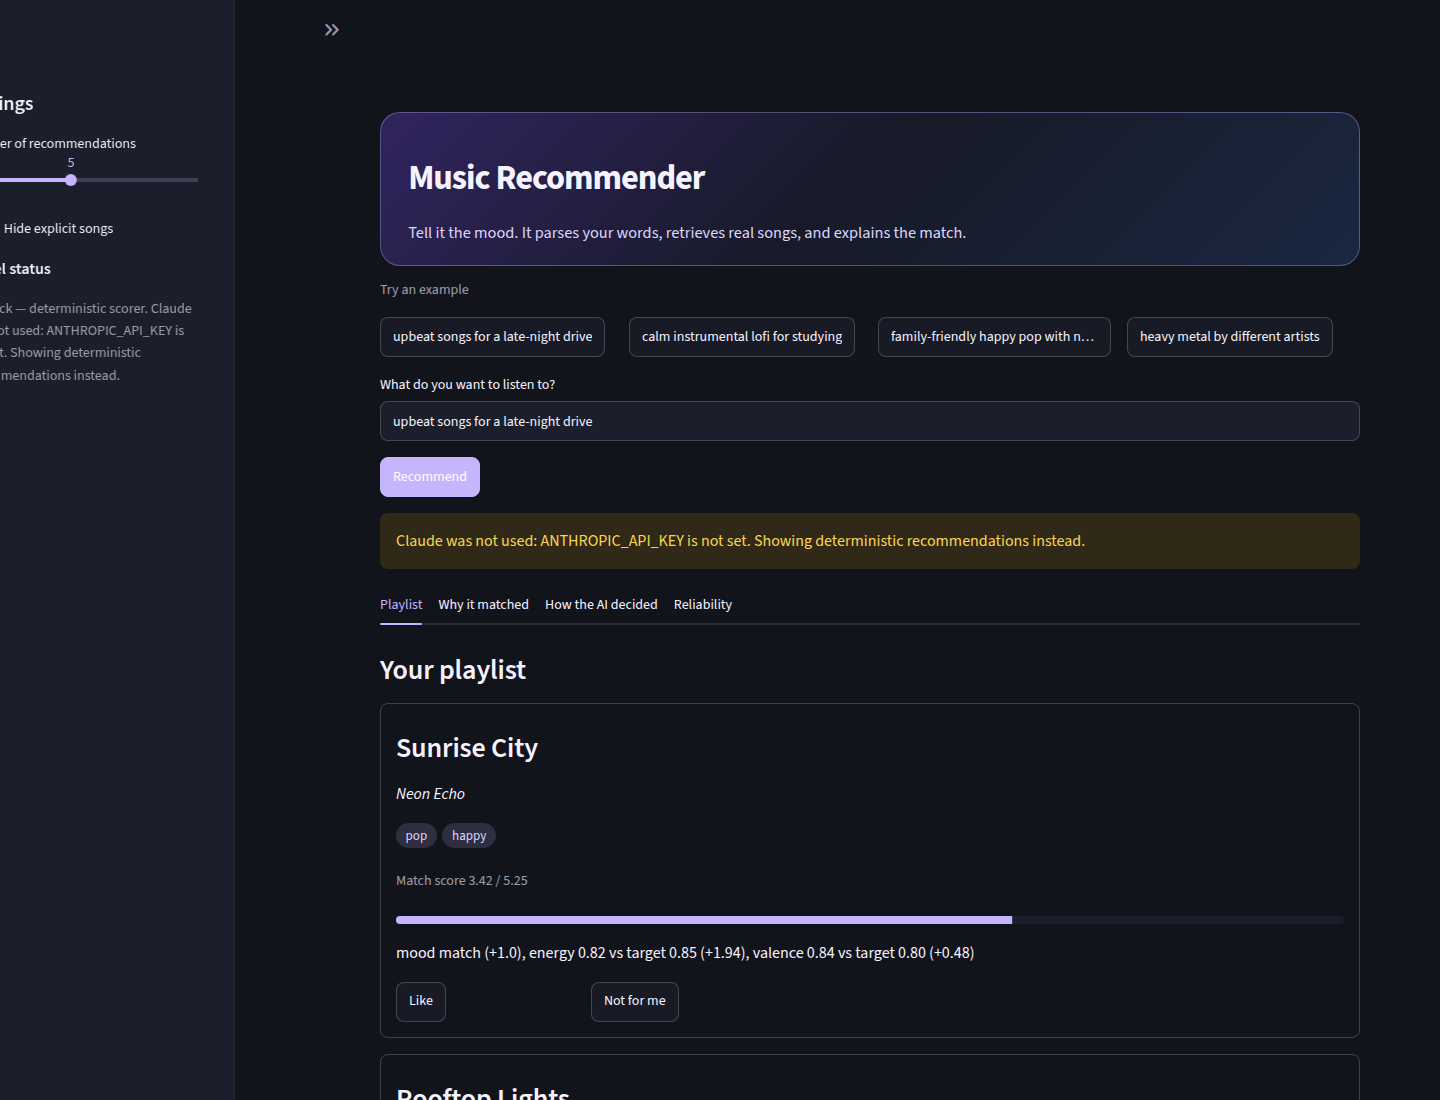 ings
er of recommendations
5
Hide explicit songs
el status
ck — deterministic scorer. Claude
ot used: ANTHROPIC_API_KEY is
t. Showing deterministic
mendations instead.
Music Recommender
Tell it the mood. It parses your words, retrieves real songs, and explains the match.
Try an example
upbeat songs for a late-night drive
calm instrumental lofi for studying
family-friendly happy pop with n...
heavy metal by different artists
What do you want to listen to?
upbeat songs for a late-night drive
Recommend
Claude was not used: ANTHROPIC_API_KEY is not set. Showing deterministic recommendations instead.
Playlist Why it matched How the AI decided Reliability
Your playlist
Sunrise City
Neon Echo
pop happy
Match score 3.42 / 5.25
mood match (+1.0), energy 0.82 vs target 0.85 (+1.94), valence 0.84 vs target 0.80 (+0.48)
Like Not for me
Rooftop Lights